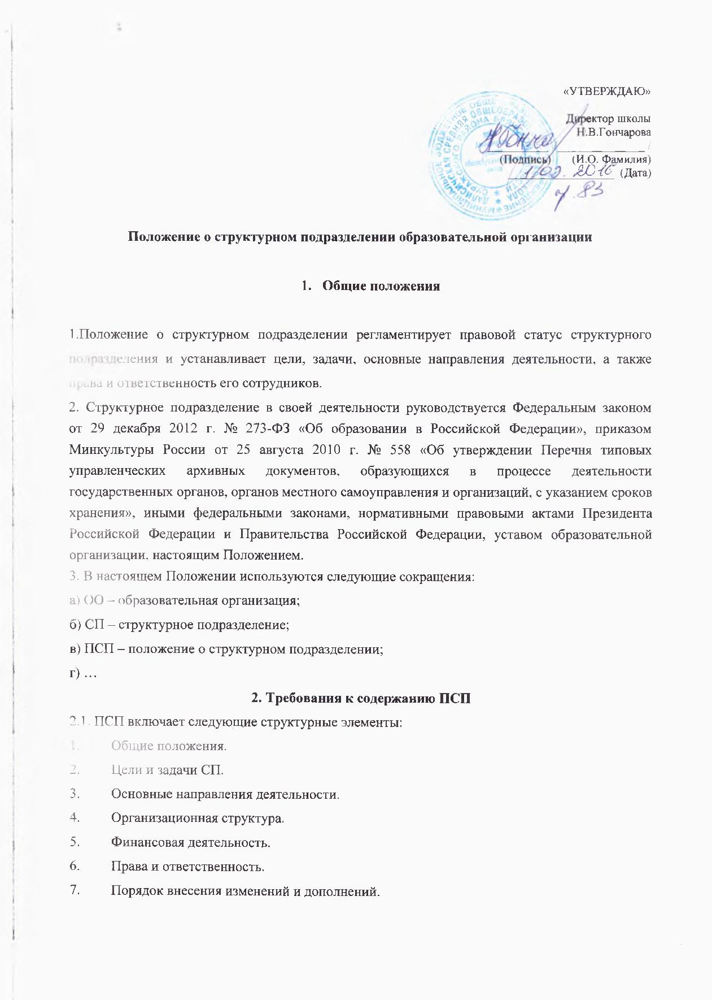 «УТВЕРЖДАЮ»
Директор школы
Н.В.Гончарова
/
(Подпись) (И.О. Фамилия)
2016 (Дата)
83
Положение о структурном подразделении образовательной организации
1. Общие положения
1.Положение о структурном подразделении регламентирует правовой статус структурного
подразделения и устанавливает цели, задачи, основные направления деятельности, а также
права и ответственность его сотрудников.
2. Структурное подразделение в своей деятельности руководствуется Федеральным законом
от 29 декабря 2012 г. № 273-ФЗ «Об образовании в Российской Федерации», приказом
Минкультуры России от 25 августа 2010 г. № 558 «Об утверждении Перечня типовых
управленческих архивных документов, образующихся в процессе деятельности
государственных органов, органов местного самоуправления и организаций, с указанием сроков
хранения», иными федеральными законами, нормативными правовыми актами Президента
Российской Федерации и Правительства Российской Федерации, уставом образовательной
организации, настоящим Положением.
3. В настоящем Положении используются следующие сокращения:
а) ОО – образовательная организация;
б) СП – структурное подразделение;
в) ПСП – положение о структурном подразделении;
г) …
2. Требования к содержанию ПСП
2.1. ПСП включает следующие структурные элементы:
1. Общие положения.
2. Цели и задачи СП.
3. Основные направления деятельности.
4. Организационная структура.
5. Финансовая деятельность.
6. Права и ответственность.
7. Порядок внесения изменений и дополнений.